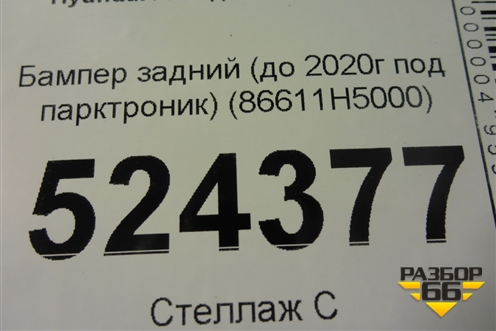 Бампер задний (до 2020г под
парктроник) (86611H5000)
524377
Стеллаж С
РАЗБОР
66